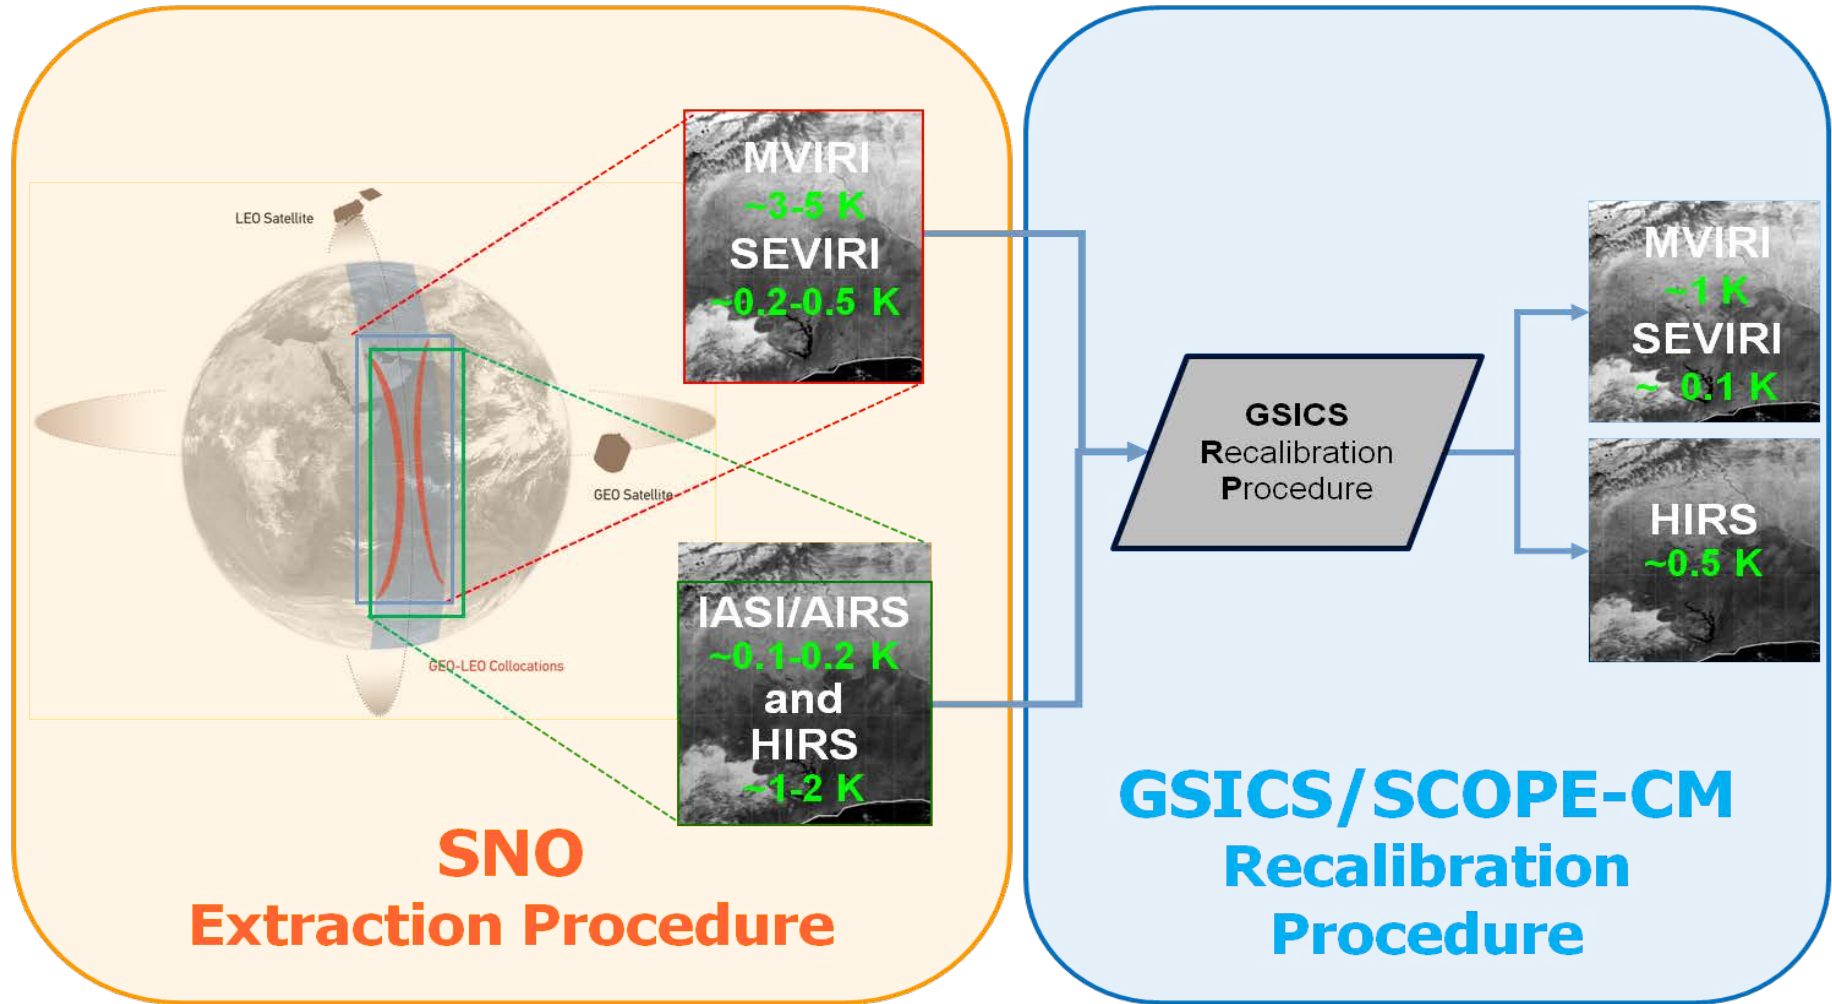 LEO Satellite
GEO Satellite
GEO-LEO Collocations
MVIRI
~3-5 K
SEVIRI
~0.2-0.5 K
IASI/AIRS
~0.1-0.2 K
and
HIRS
~1-2 K
SNO
Extraction Procedure
GSICS
Recalibration
Procedure
MVIRI
~1 K
SEVIRI
~ 0.1 K
HIRS
~0.5 K
GSICS/SCOPE-CM
Recalibration
Procedure